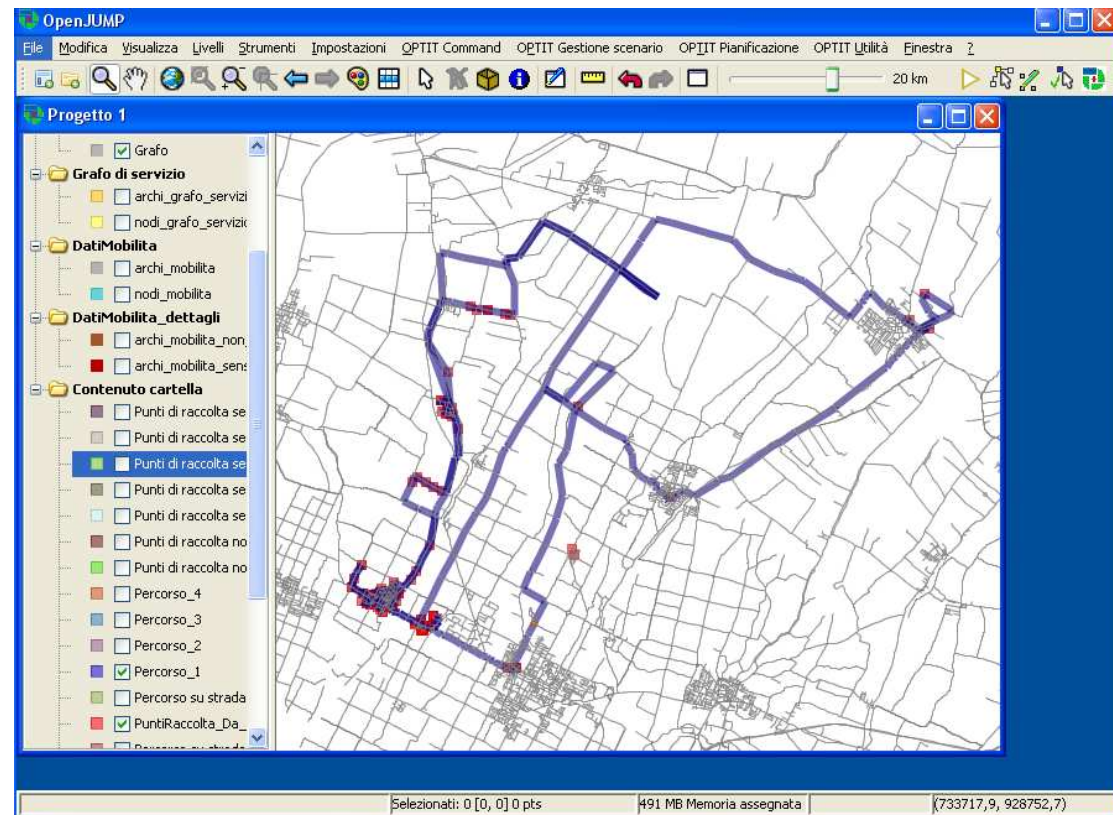 OpenJUMP
File Modifica Visualizza Livelli Strumenti Impostazioni OPTIT Command OPTIT Gestione scenario OPTIT Pianificazione OPTIT Utilità Finestra ?
20 km
Progetto 1
Grafo
Grafo di servizio
archi_grafo_servizi
nodi_grafo_servizi
DatiMobilita
archi_mobilita
nodi_mobilita
DatiMobilita_dettagli
archi_mobilita_non_
archi_mobilita_sens
Contenuto cartella
Punti di raccolta se
Punti di raccolta se
Punti di raccolta se
Punti di raccolta se
Punti di raccolta se
Punti di raccolta no
Punti di raccolta no
Percorso_4
Percorso_3
Percorso_2
Percorso_1
Percorso su strada
PuntiRaccolta_Da_
Selezionati: 0 [0, 0] 0 pts
491 MB Memoria assegnata
(733717,9, 928752,7)